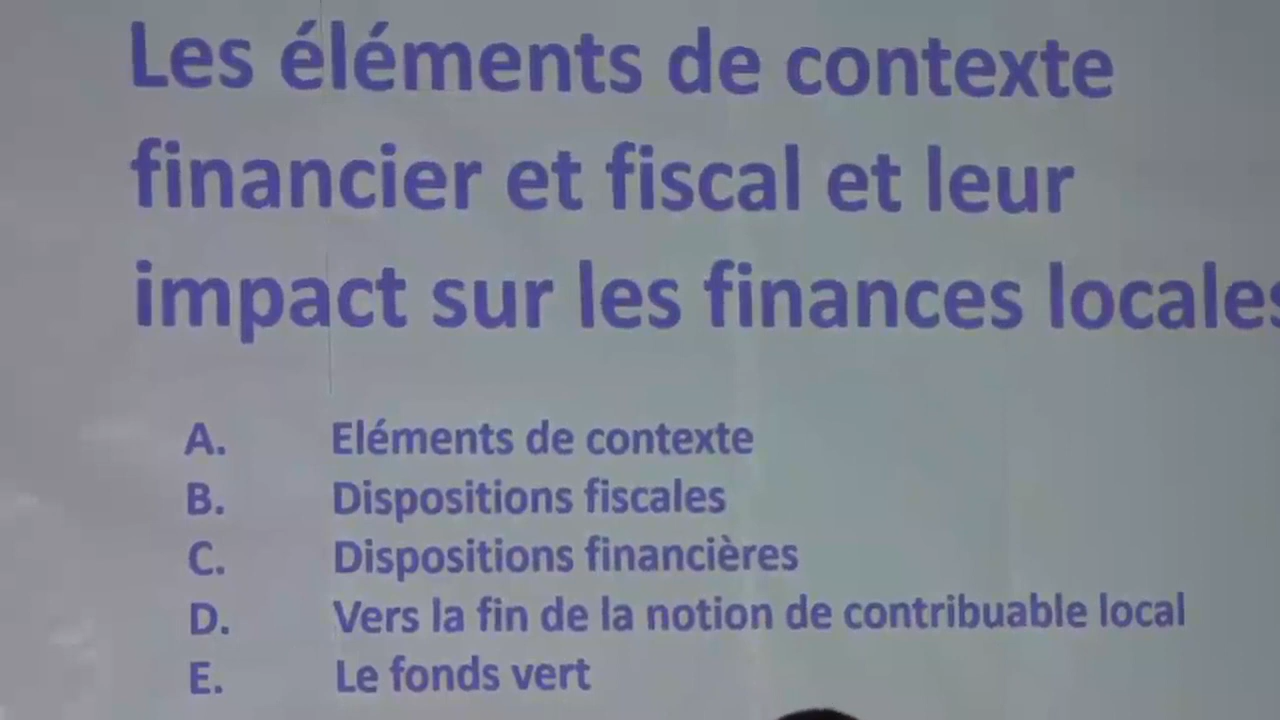 Les éléments de contexte
financier et fiscal et leur
impact sur les finances locales
A. Eléments de contexte
B. Dispositions fiscales
C. Dispositions financières
D. Vers la fin de la notion de contribuable local
E. Le fonds vert